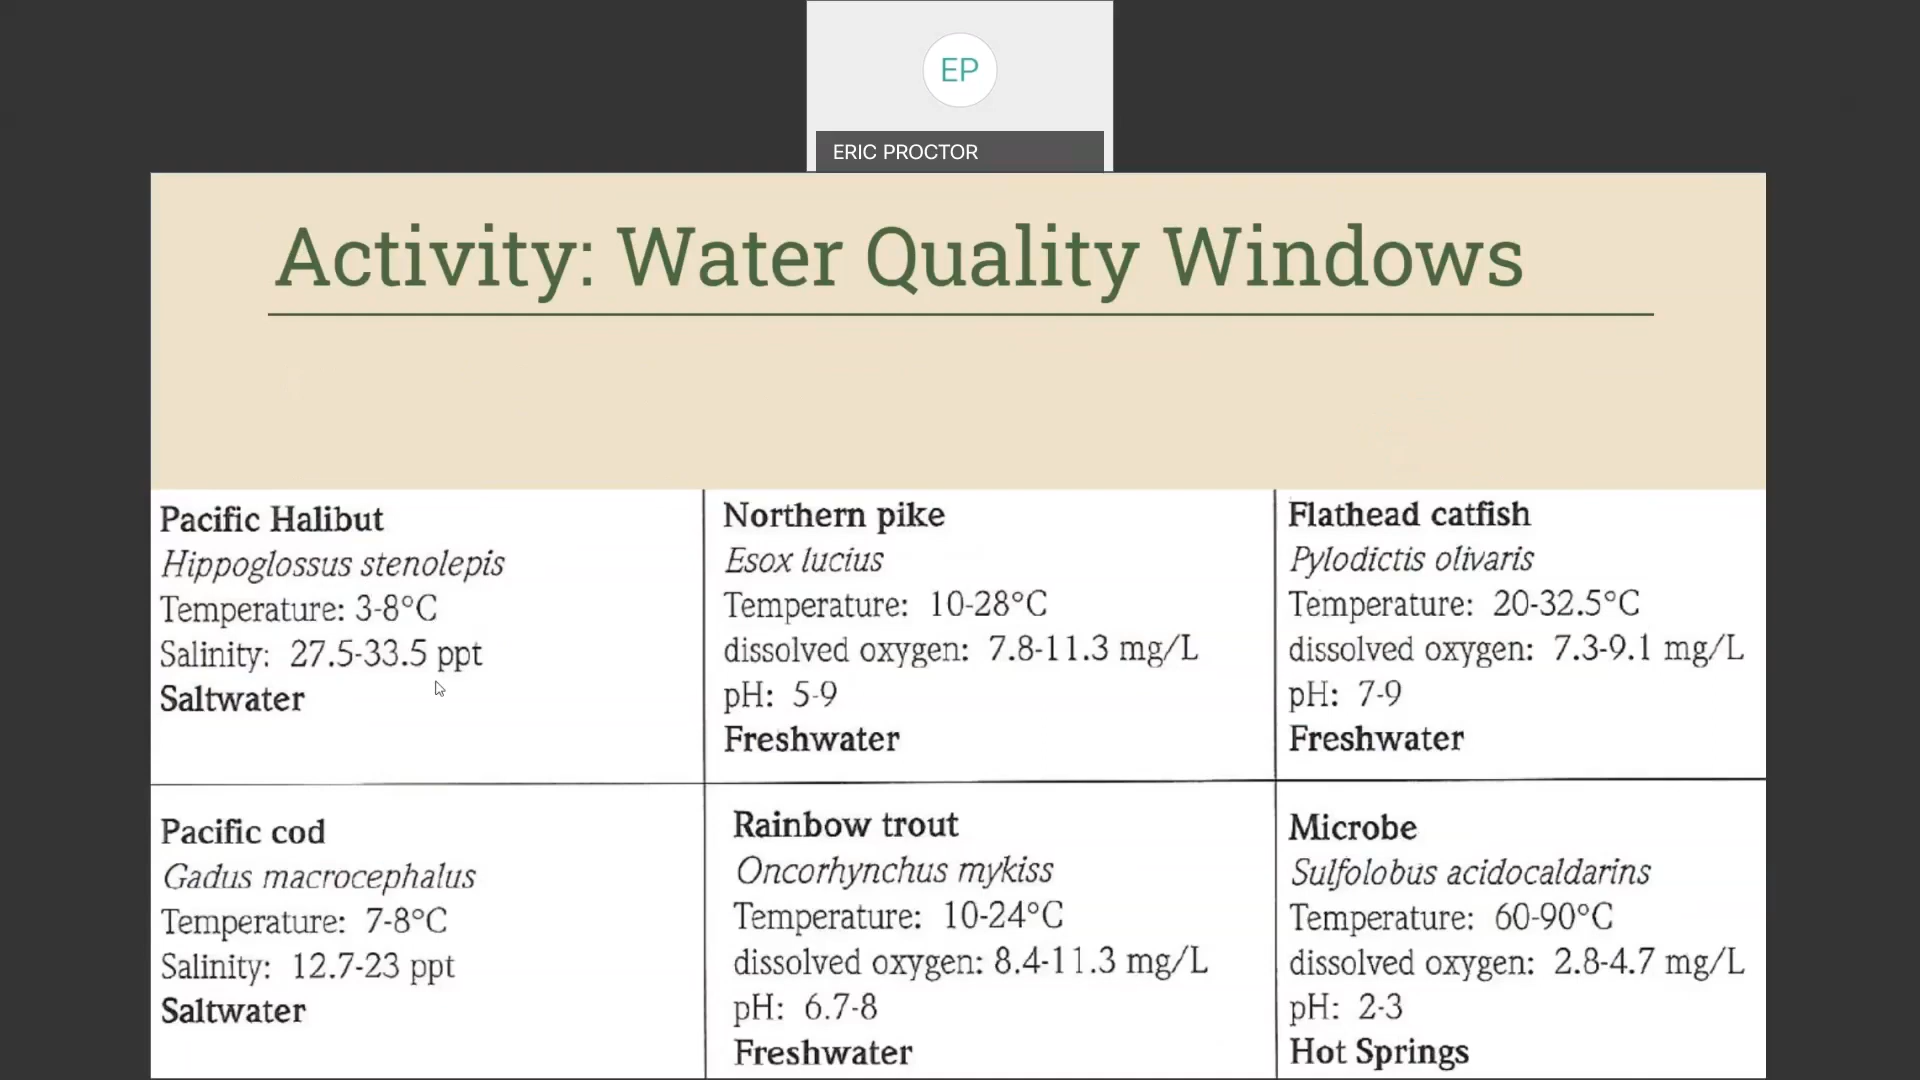 EP
ERIC PROCTOR
Activity: Water Quality Windows
Pacific Halibut
Hippoglossus stenolepis
Temperature: 3-8°C
Salinity: 27.5-33.5 ppt
Saltwater
Northern pike
Esox lucius
Temperature: 10-28°C
dissolved oxygen: 7.8-11.3 mg/L
pH: 5-9
Freshwater
Flathead catfish
Pylodictis olivaris
Temperature: 20-32.5°C
dissolved oxygen: 7.3-9.1 mg/L
pH: 7-9
Freshwater
Pacific cod
Gadus macrocephalus
Temperature: 7-8°C
Salinity: 12.7-23 ppt
Saltwater
Rainbow trout
Oncorhynchus mykiss
Temperature: 10-24°C
dissolved oxygen: 8.4-11.3 mg/L
pH: 6.7-8
Freshwater
Microbe
Sulfolobus acidocaldarins
Temperature: 60-90°C
dissolved oxygen: 2.8-4.7 mg/L
pH: 2-3
Hot Springs